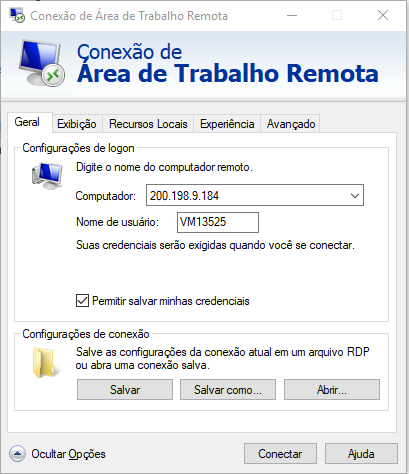 Conexão de Área de Trabalho Remota
Conexão de
Área de Trabalho Remota
Geral Exibição Recursos Locais Experiência Avançado
Configurações de logon
Digite o nome do computador remoto.
Computador: 200.198.9.184
Nome de usuário: VM13525
Suas credenciais serão exigidas quando você se conectar.
Permitir salvar minhas credenciais
Configurações de conexão
Salve as configurações da conexão atual em um arquivo RDP
ou abra uma conexão salva.
Salvar Salvar como... Abrir...
Ocultar Opções Conectar Ajuda